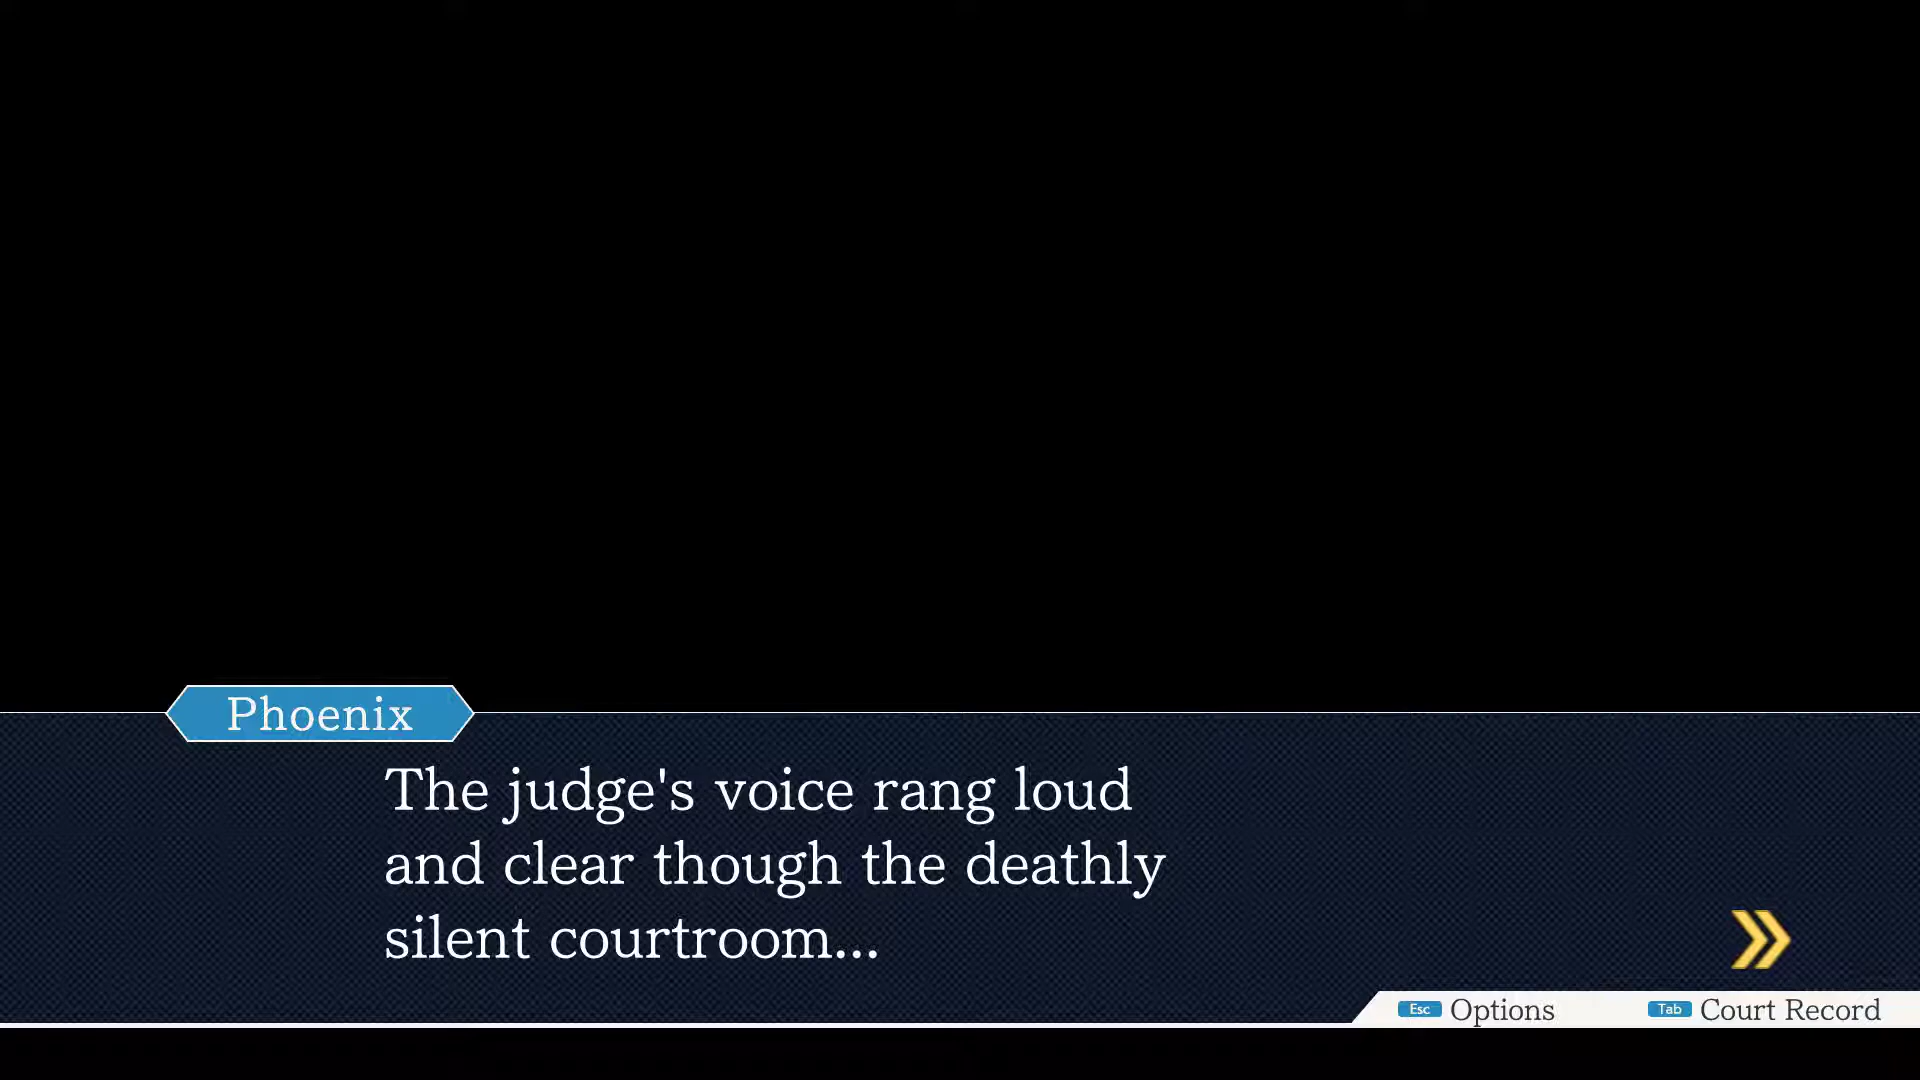 Phoenix
The judge's voice rang loud
and clear though the deathly
silent courtroom...
Esc Options Tab Court Record